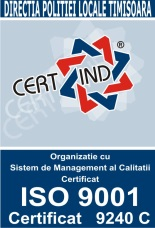 DIRECTIA POLITIEI LOCALE TIMISOARA
CERT IND ®
Organizatie cu
Sistem de Management al Calitatii
Certificat
ISO 9001
Certificat 9240 C